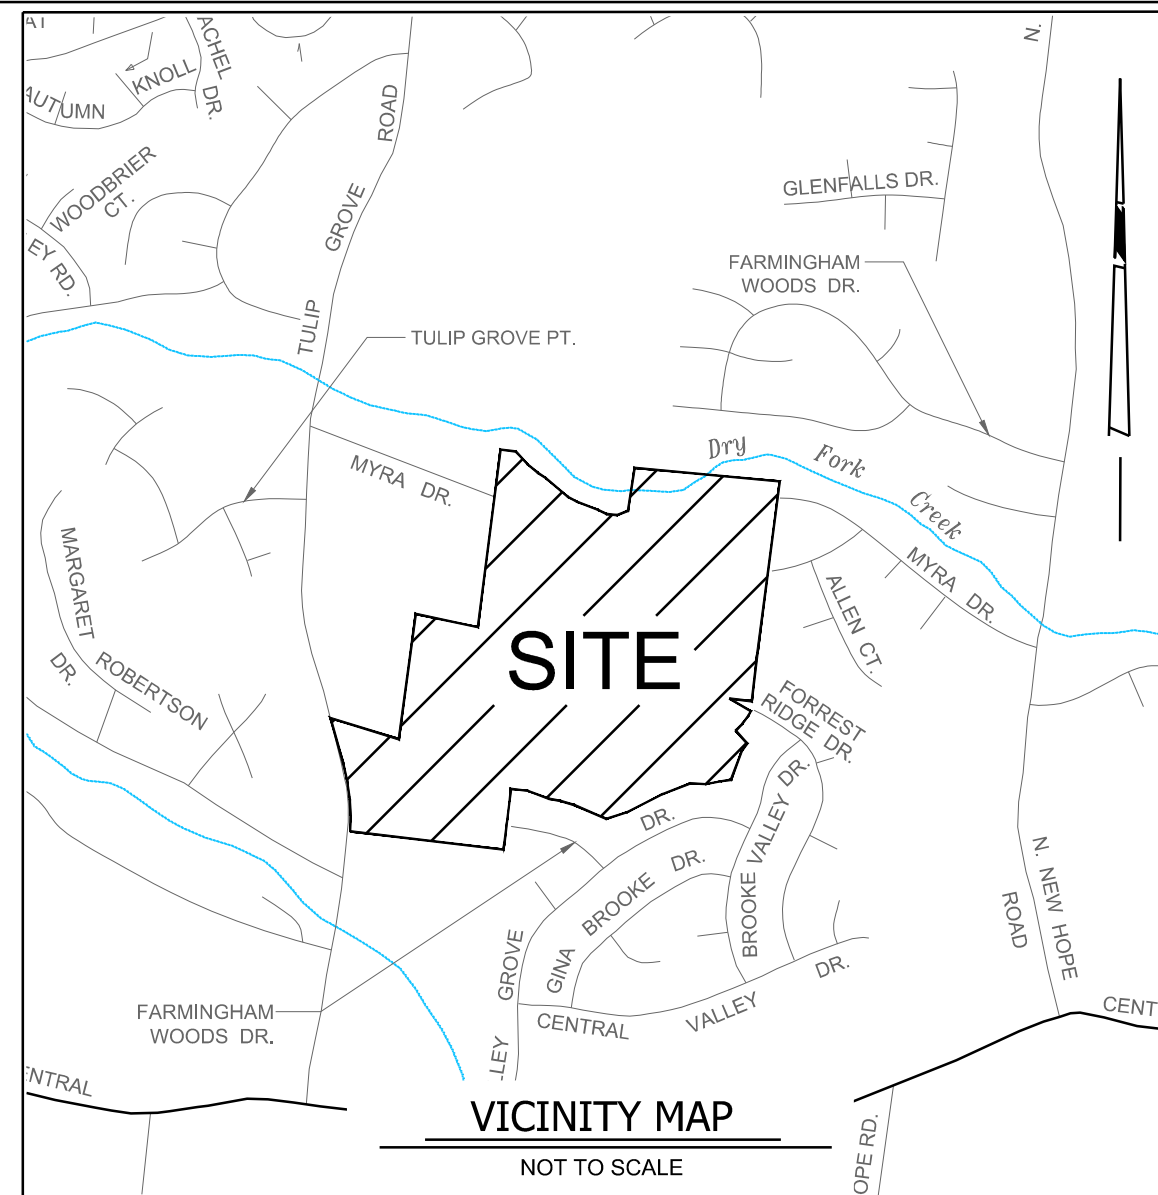 ACHEL
DR.
KNOLL
AUTUMN
WOODBRIER
CT.
EY RD.
TULIP GROVE ROAD
N.
GLENFALLS DR.
FARMINGHAM
WOODS DR.
TULIP GROVE PT.
MYRA DR.
Dry Fork Creek
MYRA DR.
ALLEN CT.
MARGARET
DR.
ROBERTSON
SITE
FORREST
RIDGE DR.
BROOKE VALLEY DR.
GINA BROOKE DR.
LEY GROVE DR.
CENTRAL VALLEY DR.
N. NEW HOPE
ROAD
FARMINGHAM
WOODS DR.
NTRAL
CENT
OPE RD.
VICINITY MAP
NOT TO SCALE